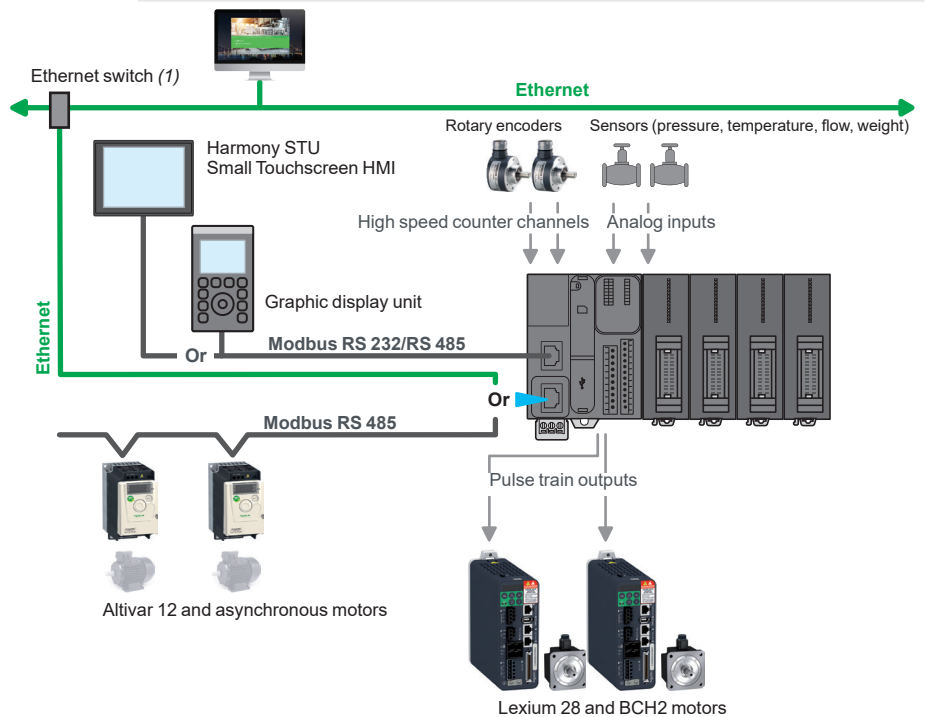 Ethernet switch (1)
Ethernet
Rotary encoders
Sensors (pressure, temperature, flow, weight)
Harmony STU
Small Touchscreen HMI
High speed counter channels
Analog inputs
Graphic display unit
Ethernet
Modbus RS 232/RS 485
Or
Or
Modbus RS 485
Pulse train outputs
Altivar 12 and asynchronous motors
Lexium 28 and BCH2 motors